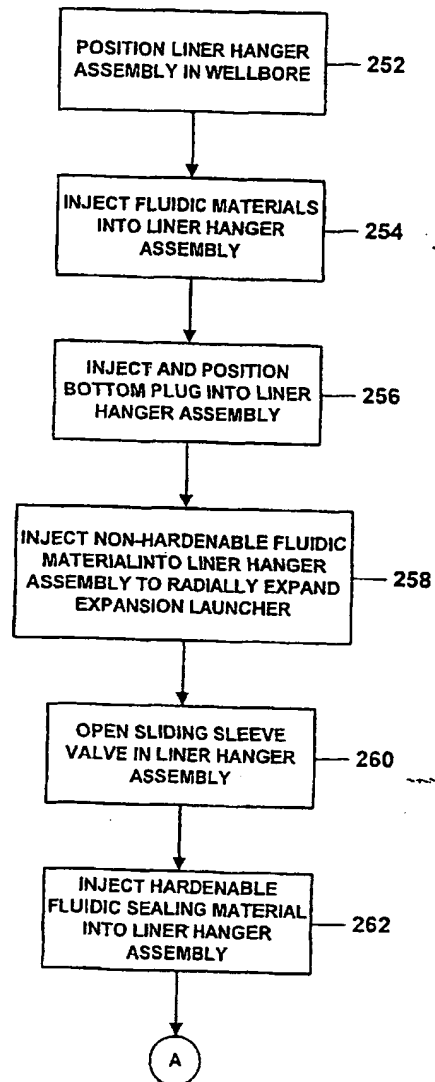 POSITION LINER HANGER
ASSEMBLY IN WELLBORE
252
INJECT FLUIDIC MATERIALS
INTO LINER HANGER
ASSEMBLY
254
INJECT AND POSITION
BOTTOM PLUG INTO LINER
HANGER ASSEMBLY
256
INJECT NON-HARDENABLE FLUIDIC
MATERIALINTO LINER HANGER
ASSEMBLY TO RADIALLY EXPAND
EXPANSION LAUNCHER
258
OPEN SLIDING SLEEVE
VALVE IN LINER HANGER
ASSEMBLY
260
INJECT HARDENABLE
FLUIDIC SEALING MATERIAL
INTO LINER HANGER
ASSEMBLY
262
A